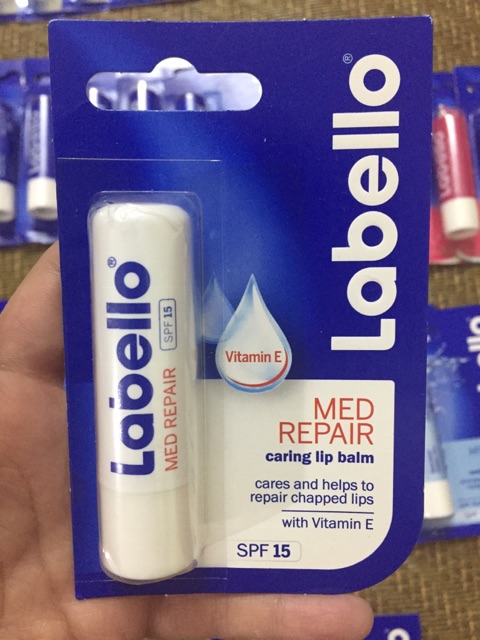 Labello®
Vitamin E
MED
REPAIR
caring lip balm
cares and helps to
repair chapped lips
with Vitamin E
SPF 15
Labello®
MED REPAIR SPF 15